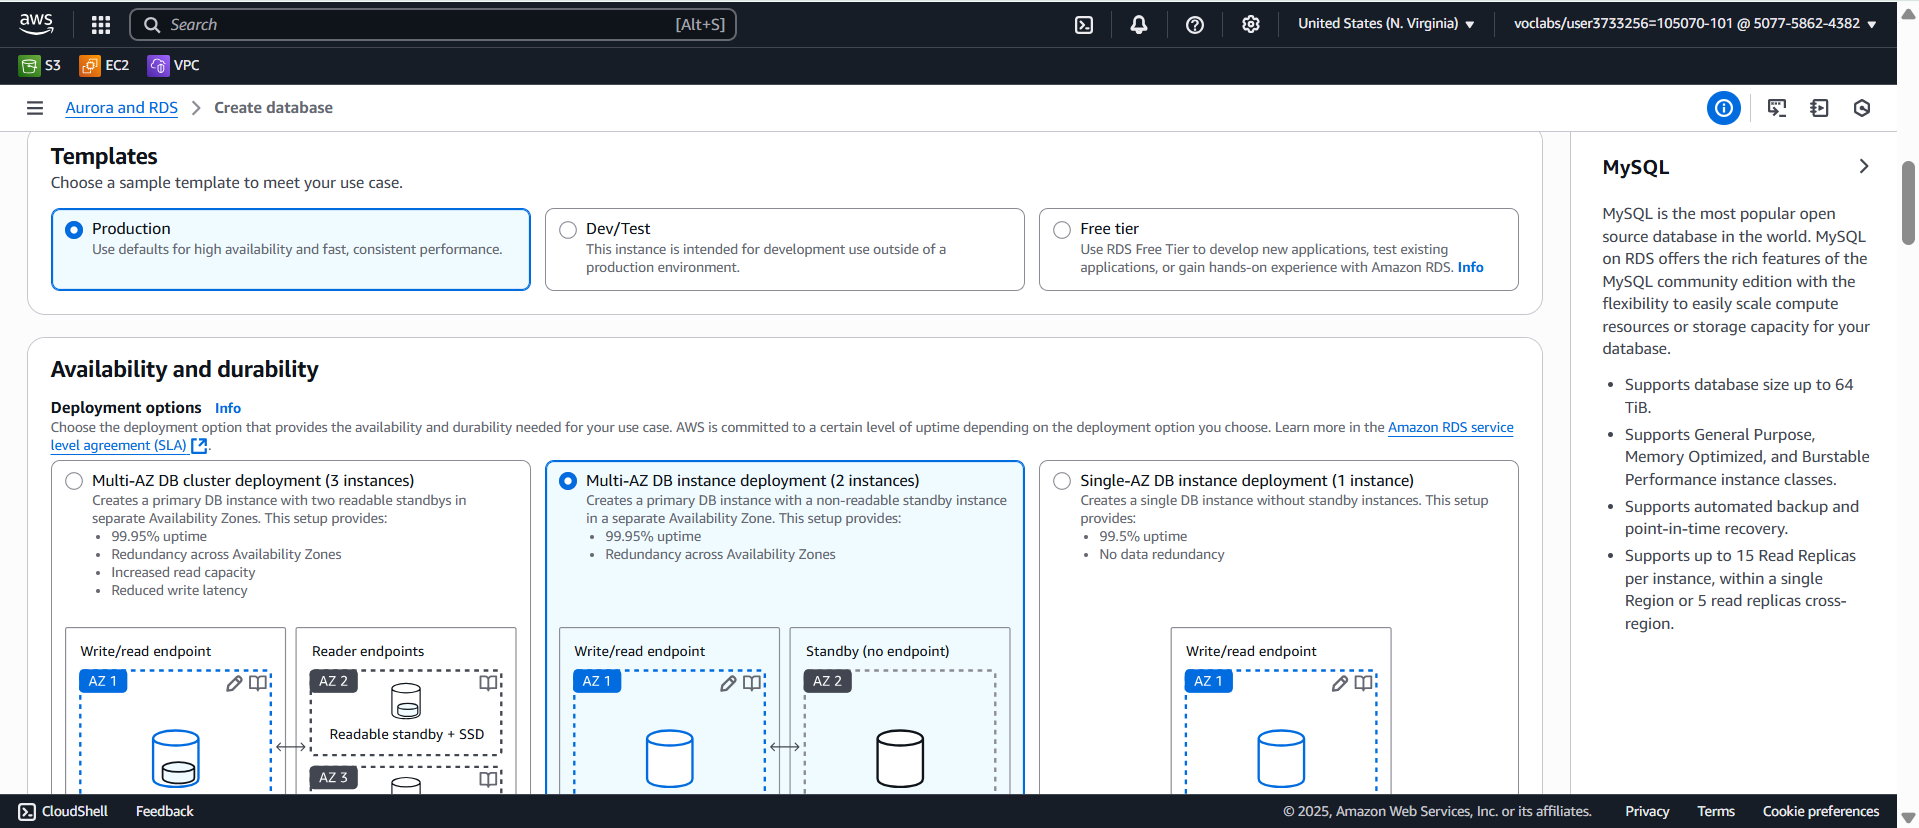 aws
Search
[Alt+S]
United States (N. Virginia)
voclabs/user3733256=105070-101 @ 5077-5862-4382
S3
EC2
VPC
Aurora and RDS
Create database
Templates
Choose a sample template to meet your use case.
Production
Use defaults for high availability and fast, consistent performance.
Dev/Test
This instance is intended for development use outside of a
production environment.
Free tier
Use RDS Free Tier to develop new applications, test existing
applications, or gain hands-on experience with Amazon RDS. Info
Availability and durability
Deployment options Info
Choose the deployment option that provides the availability and durability needed for your use case. AWS is committed to a certain level of uptime depending on the deployment option you choose. Learn more in the Amazon RDS service
level agreement (SLA).
Multi-AZ DB cluster deployment (3 instances)
Creates a primary DB instance with two readable standbys in
separate Availability Zones. This setup provides:
• 99.95% uptime
• Redundancy across Availability Zones
• Increased read capacity
• Reduced write latency
Write/read endpoint
AZ 1
Reader endpoints
AZ 2
Readable standby + SSD
AZ 3
Multi-AZ DB instance deployment (2 instances)
Creates a primary DB instance with a non-readable standby instance
in a separate Availability Zone. This setup provides:
• 99.95% uptime
• Redundancy across Availability Zones
Write/read endpoint
AZ 1
Standby (no endpoint)
AZ 2
Single-AZ DB instance deployment (1 instance)
Creates a single DB instance without standby instances. This setup
provides:
• 99.5% uptime
• No data redundancy
Write/read endpoint
AZ 1
MySQL
MySQL is the most popular open
source database in the world. MySQL
on RDS offers the rich features of the
MySQL community edition with the
flexibility to easily scale compute
resources or storage capacity for your
database.
• Supports database size up to 64
TiB.
• Supports General Purpose,
Memory Optimized, and Burstable
Performance instance classes.
• Supports automated backup and
point-in-time recovery.
• Supports up to 15 Read Replicas
per instance, within a single
Region or 5 read replicas cross-
region.
CloudShell
Feedback
© 2025, Amazon Web Services, Inc. or its affiliates.
Privacy
Terms
Cookie preferences